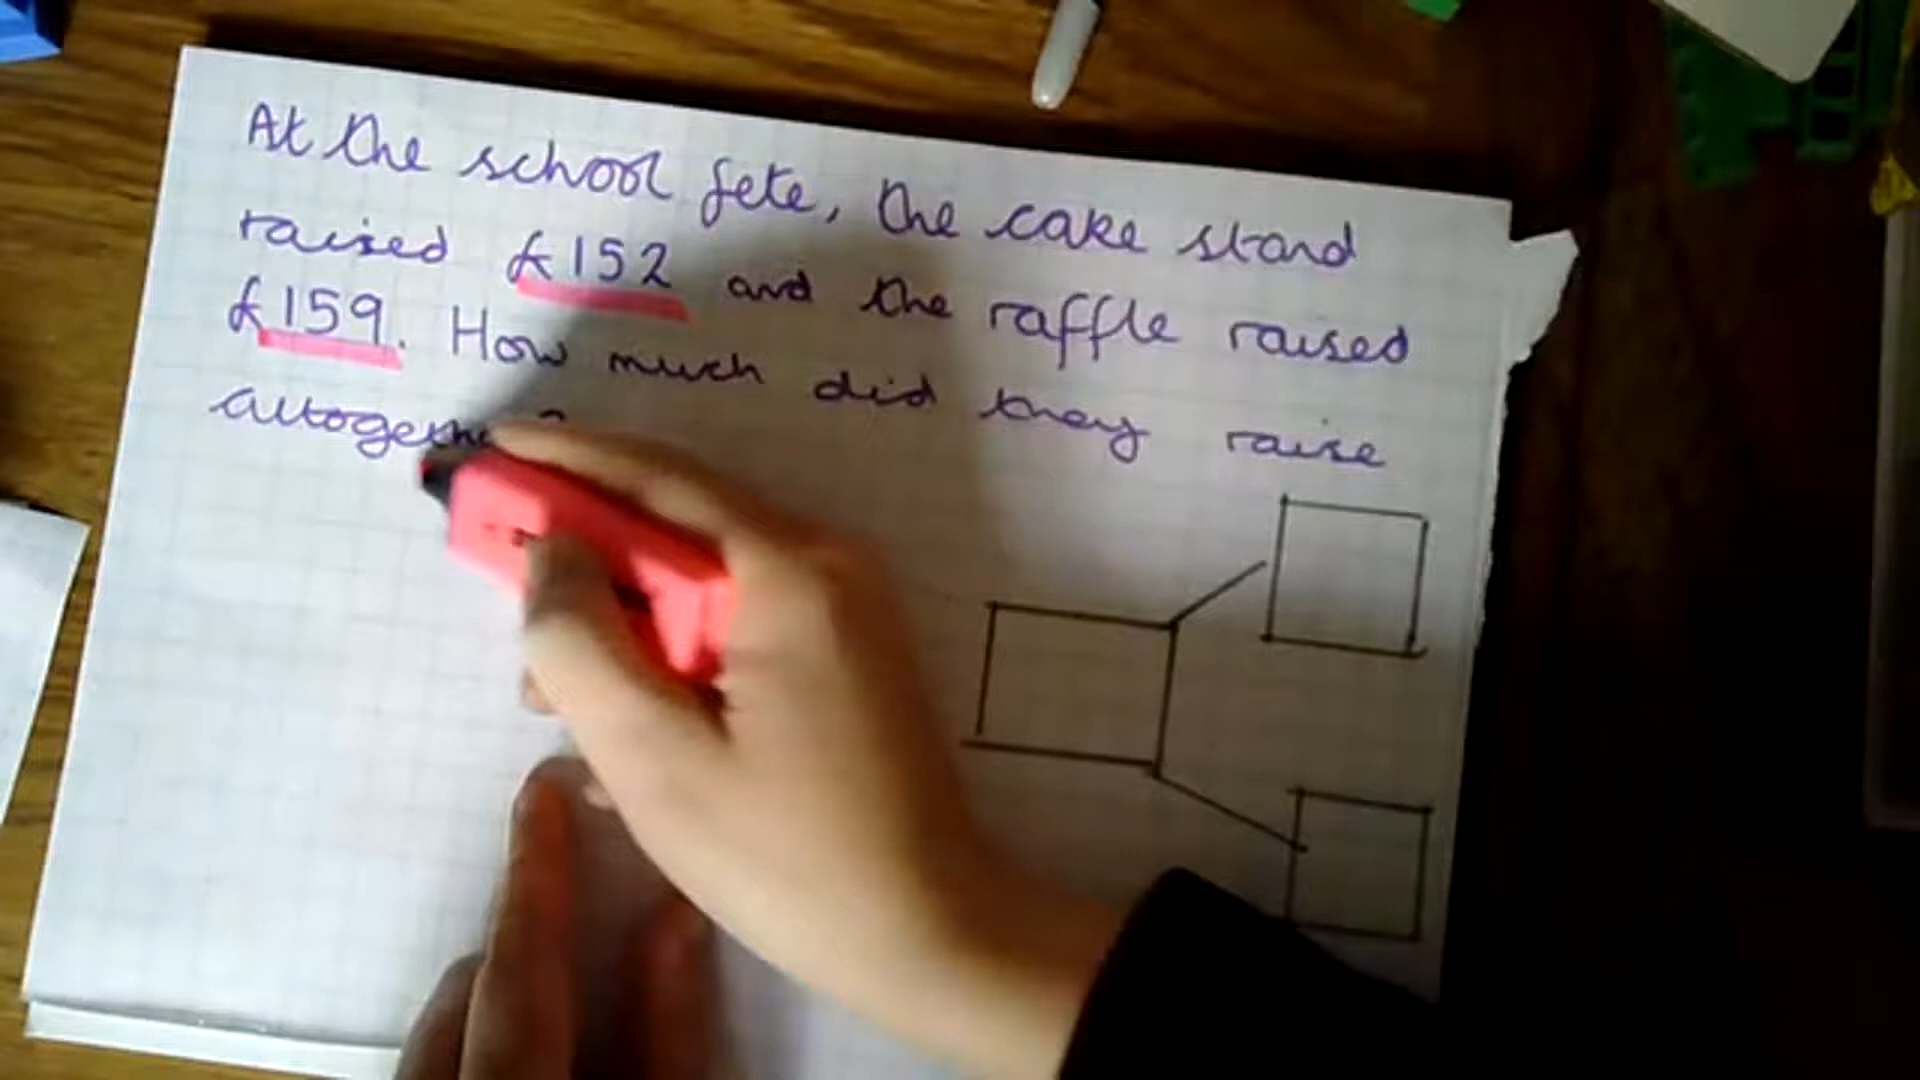 At the school fete, the cake stand
raised £152 and the raffle raised
£159. How much did they raise
altogether?